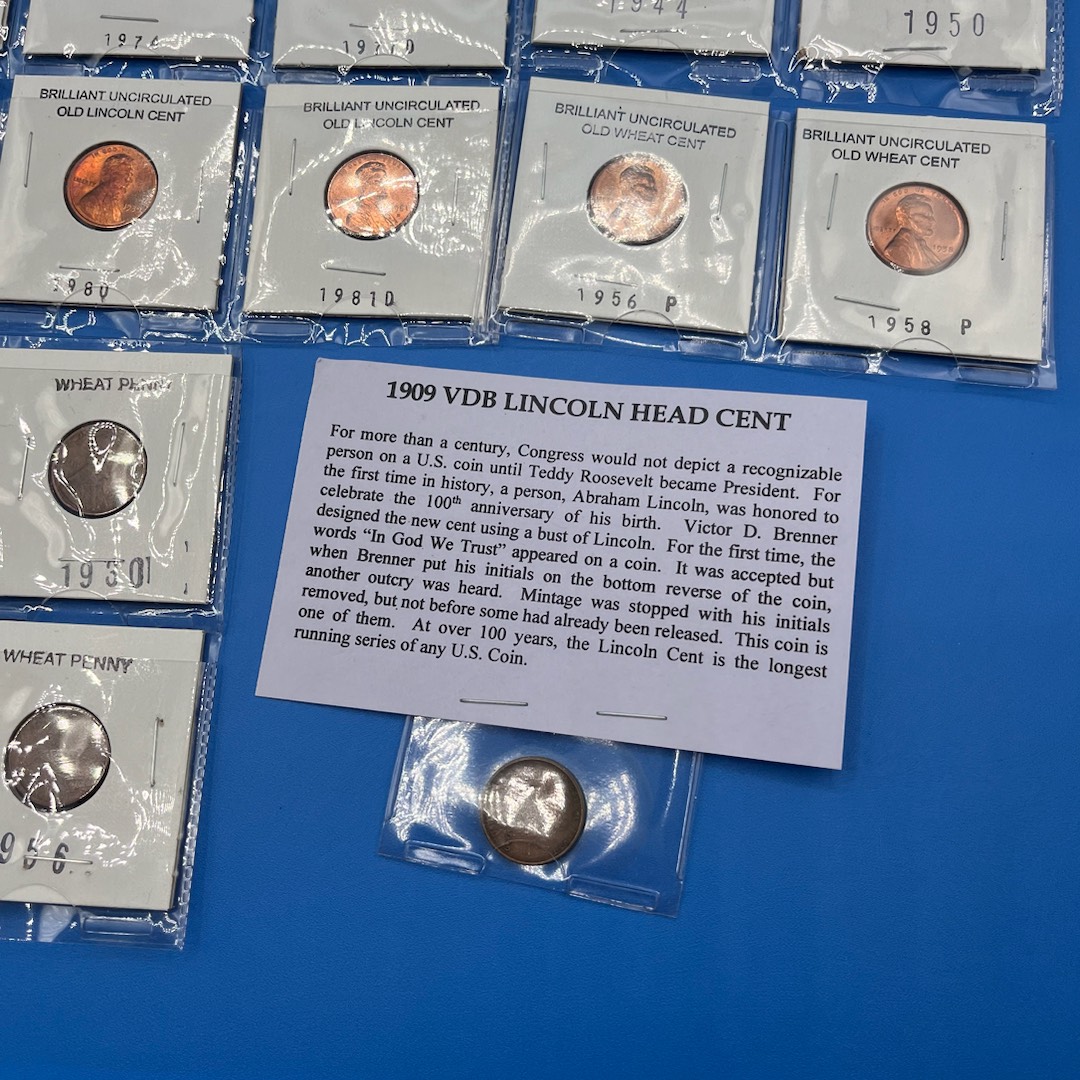 1974
1971D
1944
1950
BRILLIANT UNCIRCULATED
OLD LINCOLN CENT
1980
BRILLIANT UNCIRCULATED
OLD LINCOLN CENT
1981D
BRILLIANT UNCIRCULATED
OLD WHEAT CENT
1956 P
BRILLIANT UNCIRCULATED
OLD WHEAT CENT
1958 P
WHEAT PENNY
WHEAT PENNY
1909 VDB LINCOLN HEAD CENT
For more than a century, Congress would not depict a recognizable
person on a U.S. coin until Teddy Roosevelt became President. For
the first time in history, a person, Abraham Lincoln, was honored to
celebrate the 100th anniversary of his birth. Victor D. Brenner
designed the new cent using a bust of Lincoln. For the first time, the
words “In God We Trust” appeared on a coin. It was accepted but
when Brenner put his initials on the bottom reverse of the coin,
another outcry was heard. Mintage was stopped with his initials
removed, but not before some had already been released. This coin is
one of them. At over 100 years, the Lincoln Cent is the longest
running series of any U.S. Coin.